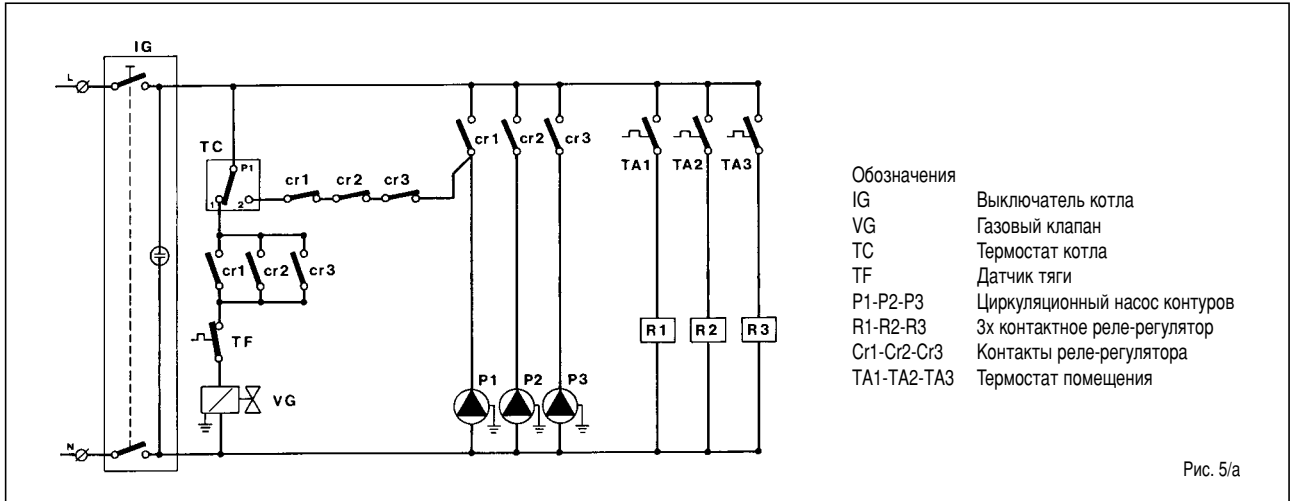 IG
L
TC
P1
1
2
cr1
cr2
cr3
cr1
cr2
cr3
cr1
cr2
cr3
TF
VG
N
TA1
TA2
TA3
R1
R2
R3
P1
P2
P3
Обозначения
IG Выключатель котла
VG Газовый клапан
TC Термостат котла
TF Датчик тяги
P1-P2-P3 Циркуляционный насос контуров
R1-R2-R3 3х контактное реле-регулятор
Cr1-Cr2-Cr3 Контакты реле-регулятора
TA1-TA2-TA3 Термостат помещения
Рис. 5/a